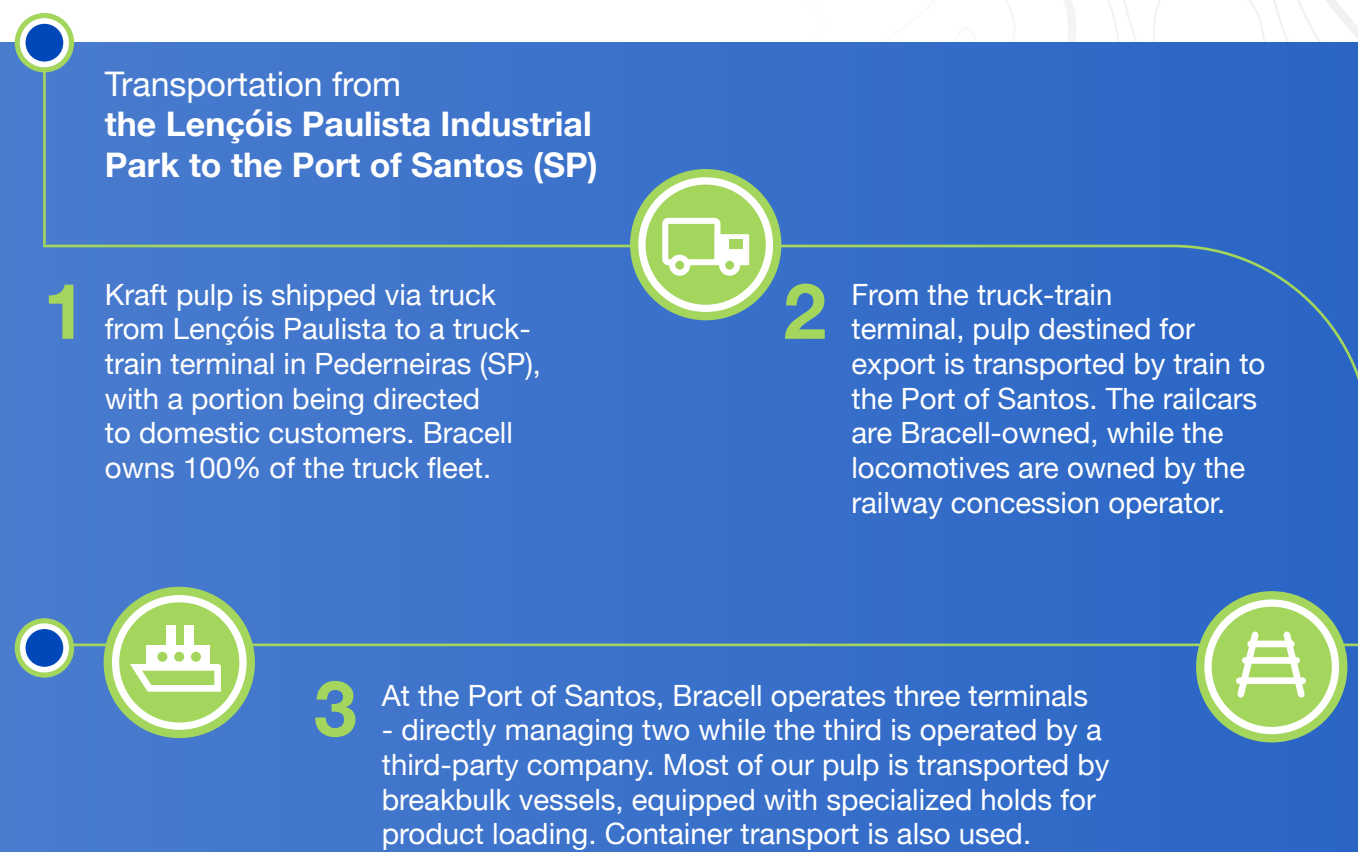 Transportation from
the Lençóis Paulista Industrial
Park to the Port of Santos (SP)
1
Kraft pulp is shipped via truck
from Lençóis Paulista to a truck-
train terminal in Pederneiras (SP),
with a portion being directed
to domestic customers. Bracell
owns 100% of the truck fleet.
2
From the truck-train
terminal, pulp destined for
export is transported by train to
the Port of Santos. The railcars
are Bracell-owned, while the
locomotives are owned by the
railway concession operator.
3
At the Port of Santos, Bracell operates three terminals
- directly managing two while the third is operated by a
third-party company. Most of our pulp is transported by
breakbulk vessels, equipped with specialized holds for
product loading. Container transport is also used.